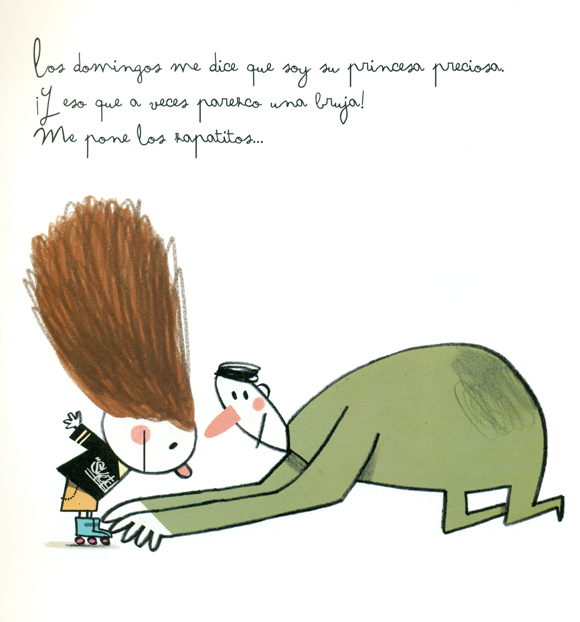 Los domingos me dice que soy su princesa preciosa.
¡Y eso que a veces parezco una bruja!
Me pone los zapatitos...